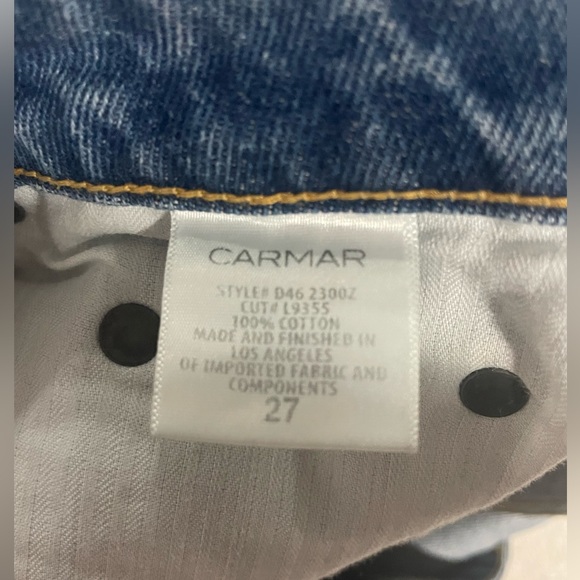 CARMAR
STYLE# D46 2300Z
CUT# L9355
100% COTTON
MADE AND FINISHED IN
LOS ANGELES
OF IMPORTED FABRIC AND
COMPONENTS
27